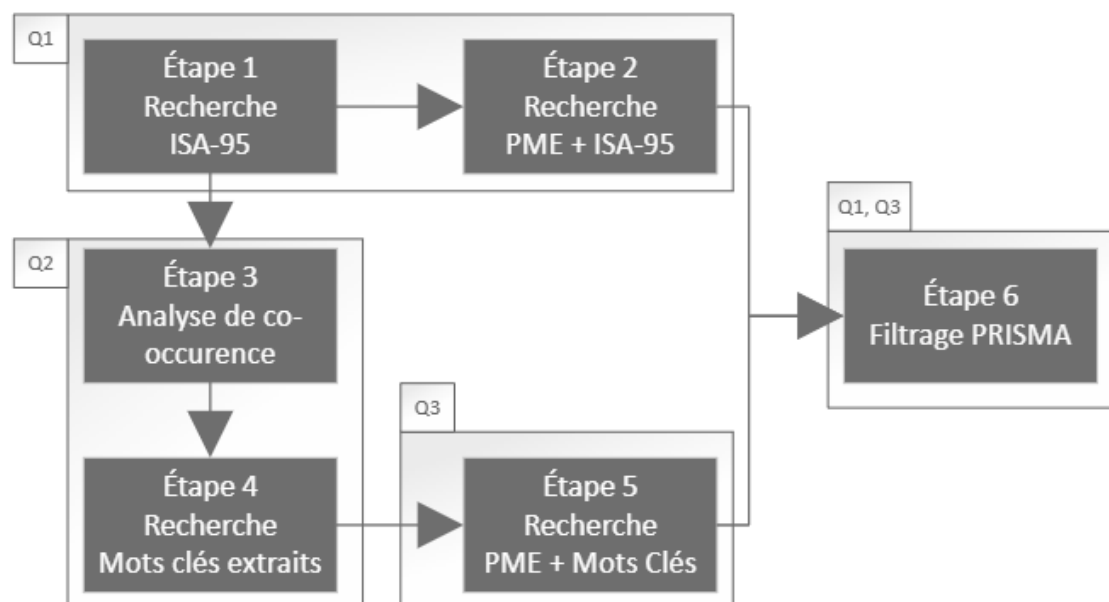 Q1
Étape 1
Recherche
ISA-95
Étape 2
Recherche
PME + ISA-95
Q2
Étape 3
Analyse de co-
occurence
Étape 4
Recherche
Mots clés extraits
Q3
Étape 5
Recherche
PME + Mots Clés
Q1, Q3
Étape 6
Filtrage PRISMA